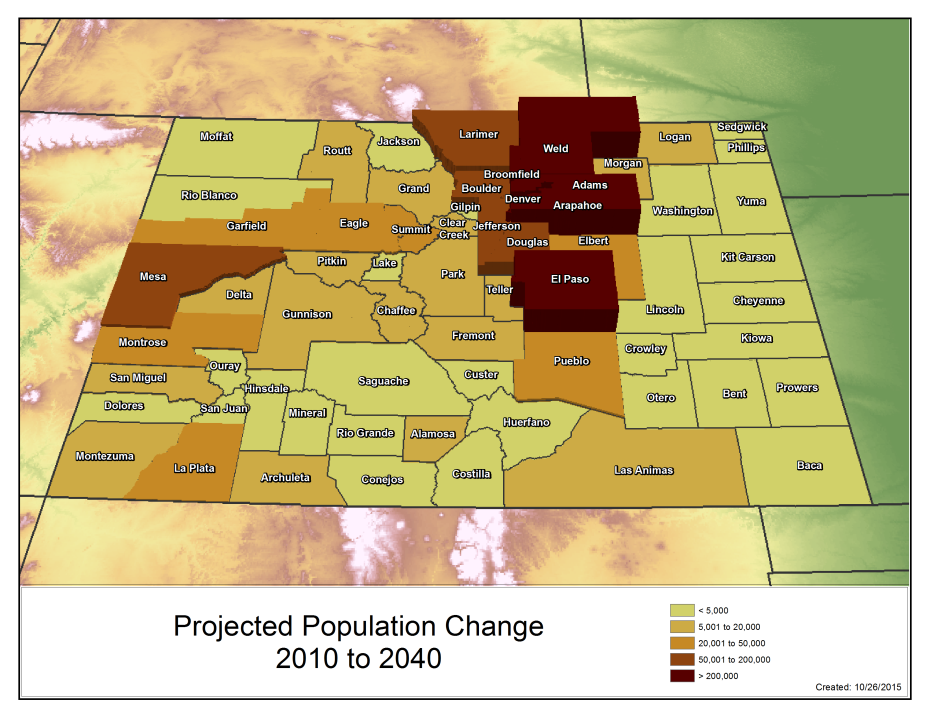 Moffat
Jackson
Larimer
Sedgwick
Logan
Phillips
Routt
Weld
Morgan
Grand
Boulder
Broomfield
Adams
Rio Blanco
Gilpin
Denver
Arapahoe
Washington
Yuma
Garfield
Eagle
Summit
Clear
Creek
Jefferson
Douglas
Elbert
Kit Carson
Mesa
Pitkin
Lake
Park
El Paso
Delta
Teller
Cheyenne
Gunnison
Chaffee
Lincoln
Montrose
Fremont
Kiowa
Crowley
Pueblo
Ouray
San Miguel
Hinsdale
Saguache
Custer
Otero
Bent
Prowers
Dolores
San Juan
Mineral
Huerfano
Rio Grande
Alamosa
Montezuma
La Plata
Archuleta
Conejos
Costilla
Las Animas
Baca
Projected Population Change
2010 to 2040
< 5,000
5,001 to 20,000
20,001 to 50,000
50,001 to 200,000
> 200,000
Created: 10/26/2015